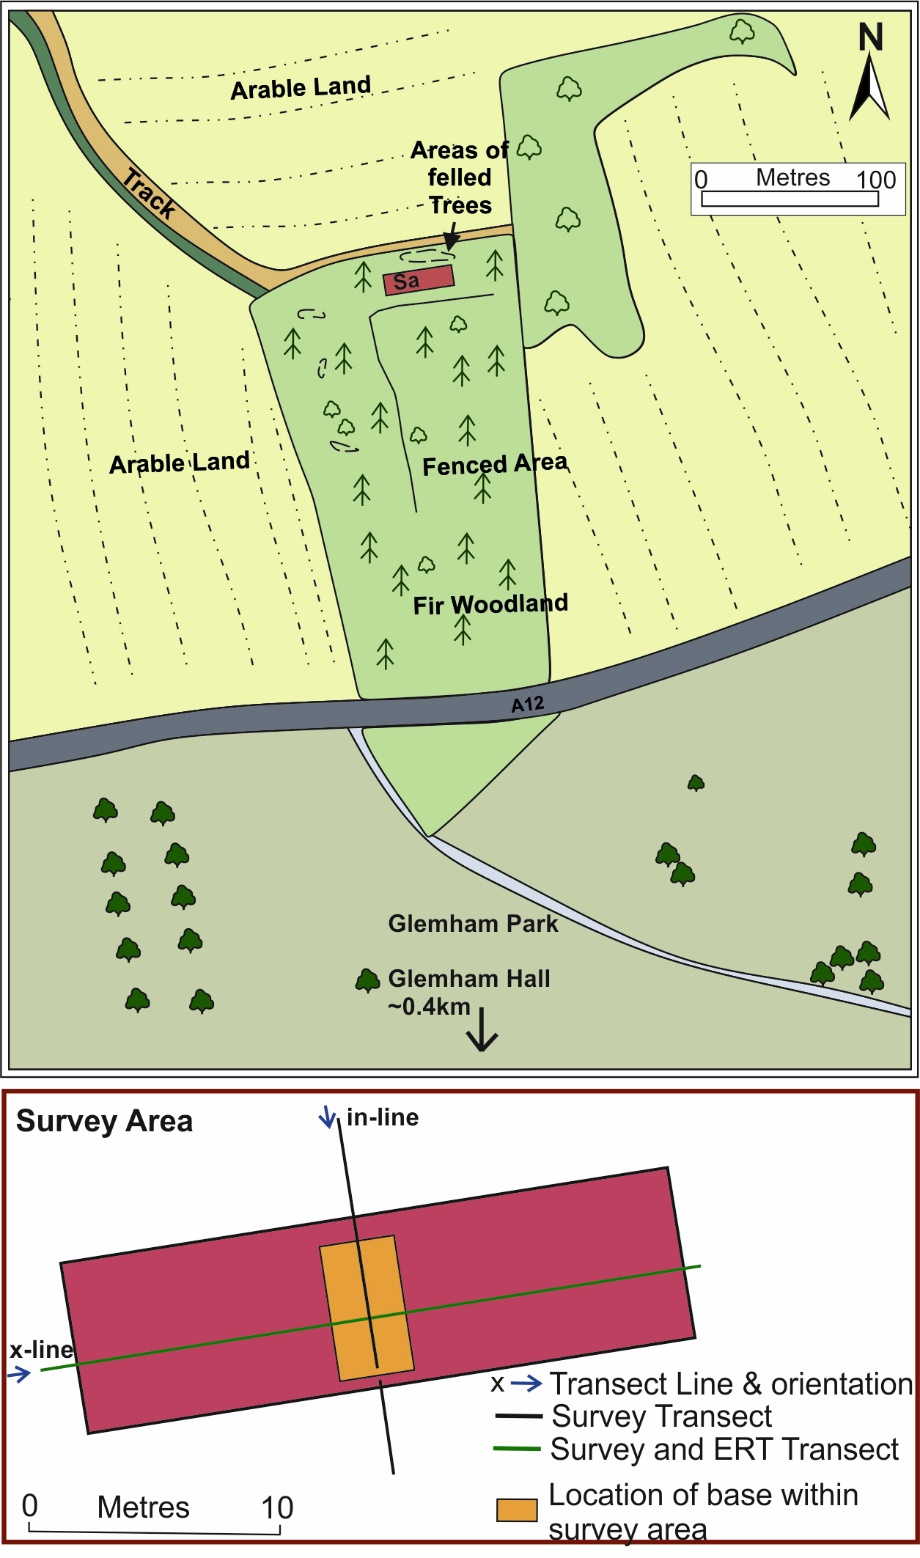 N
Arable Land
Track
Areas of
felled
Trees
0 Metres 100
Sa
Arable Land
Fenced Area
Fir Woodland
A12
Glemham Park
Glemham Hall
~0.4km
Survey Area
in-line
x-line
x Transect Line & orientation
Survey Transect
Survey and ERT Transect
0 Metres 10
Location of base within
survey area